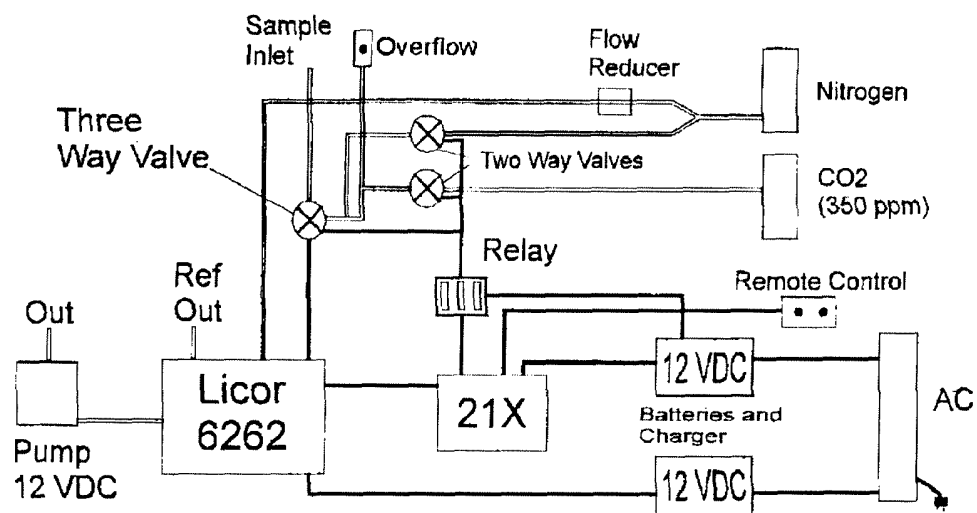 Sample
Inlet
Overflow
Flow
Reducer
Nitrogen
Three
Way Valve
Two Way Valves
CO2
(350 ppm)
Relay
Remote Control
Ref
Out
Out
Licor
6262
21X
12 VDC
Batteries and
Charger
AC
Pump
12 VDC
12 VDC